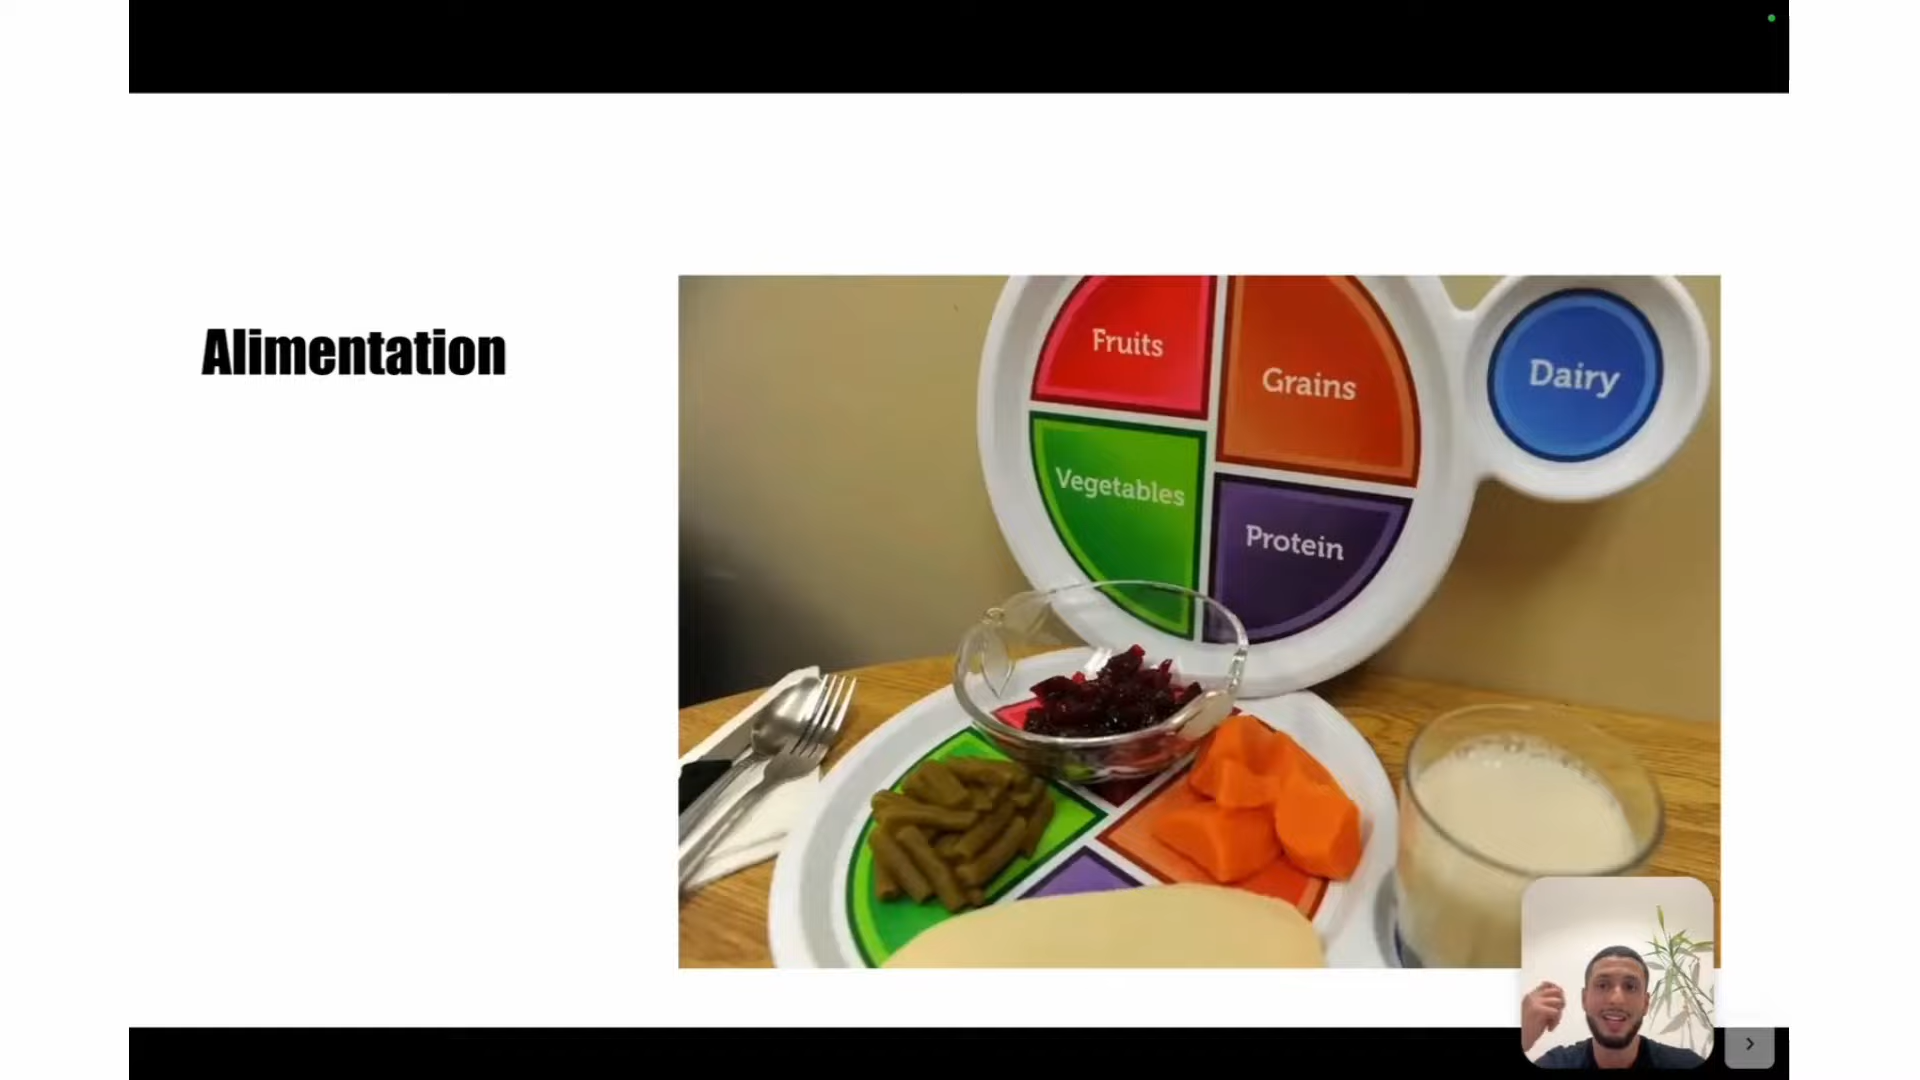 Alimentation
Fruits
Grains
Dairy
Vegetables
Protein